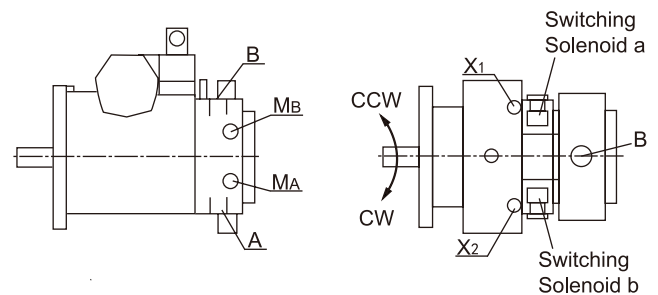 B
MB
MA
A
Switching
Solenoid a
X1
CCW
B
CW
X2
Switching
Solenoid b